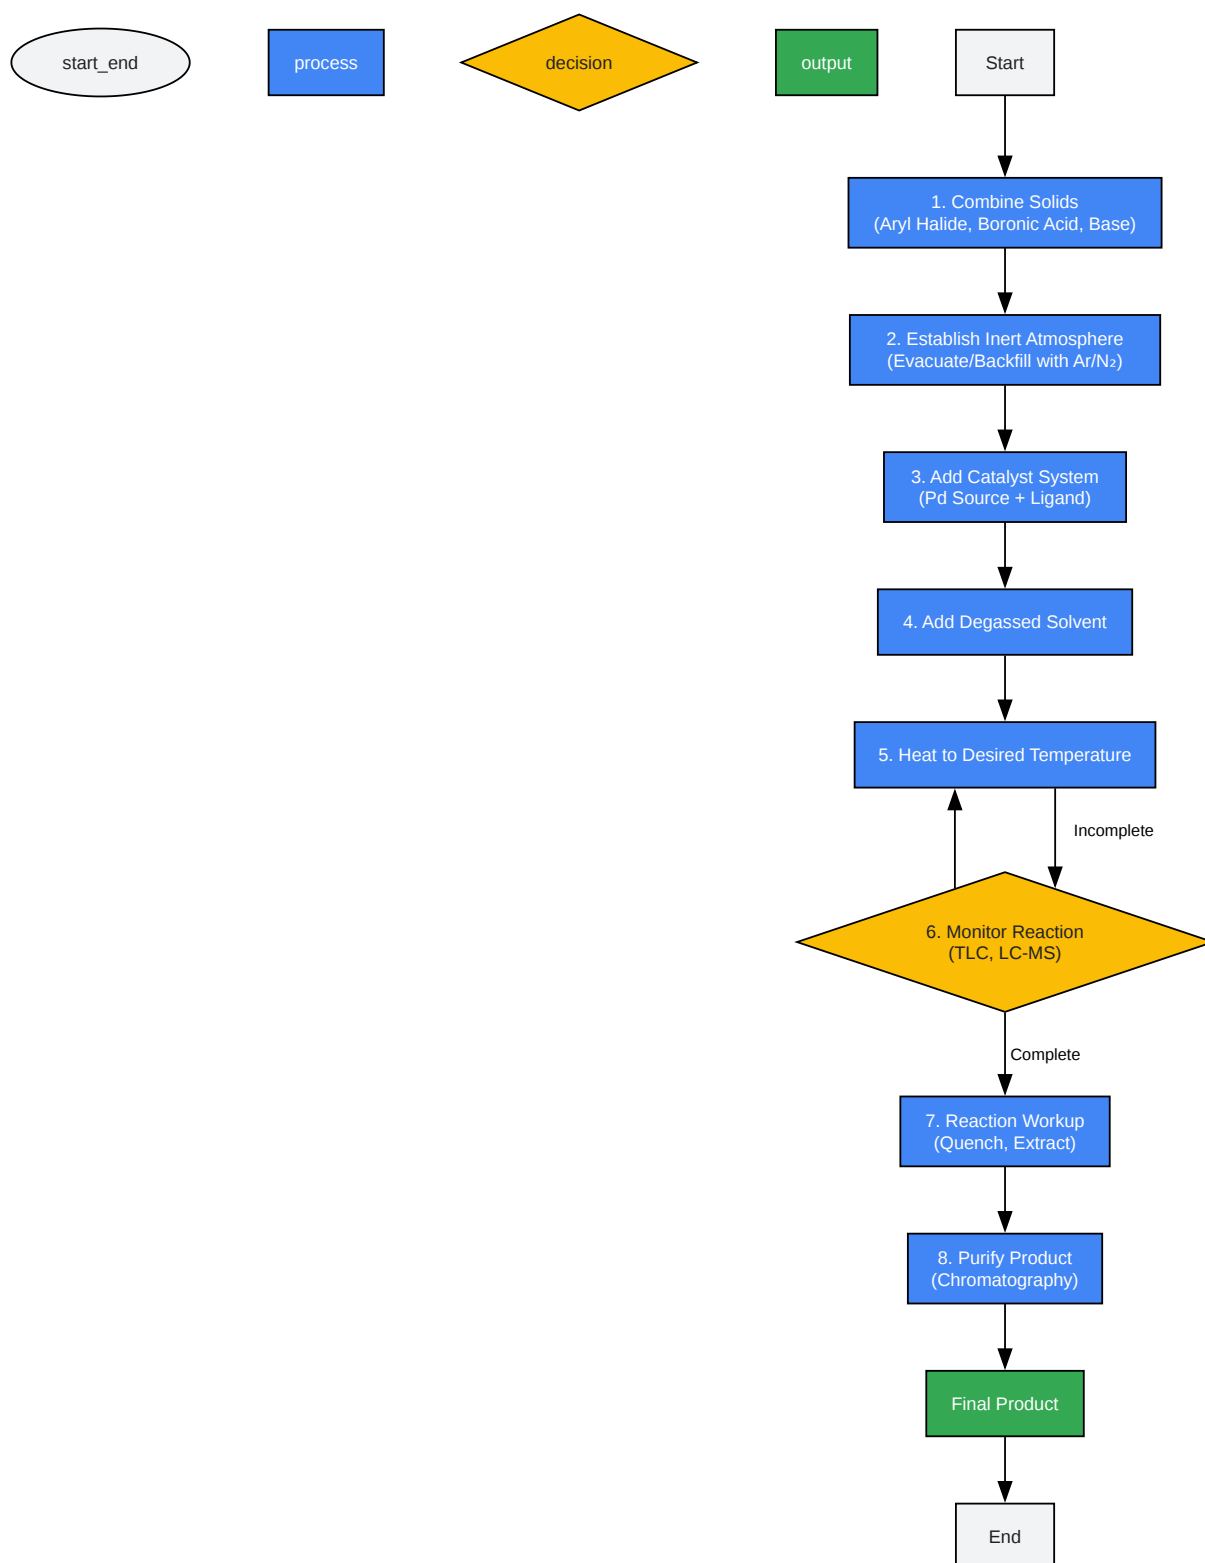 start_end
process
decision
output
Start
1. Combine Solids
(Aryl Halide, Boronic Acid, Base)
2. Establish Inert Atmosphere
(Evacuate/Backfill with Ar/N₂)
3. Add Catalyst System
(Pd Source + Ligand)
4. Add Degassed Solvent
5. Heat to Desired Temperature
Incomplete
6. Monitor Reaction
(TLC, LC-MS)
Complete
7. Reaction Workup
(Quench, Extract)
8. Purify Product
(Chromatography)
Final Product
End